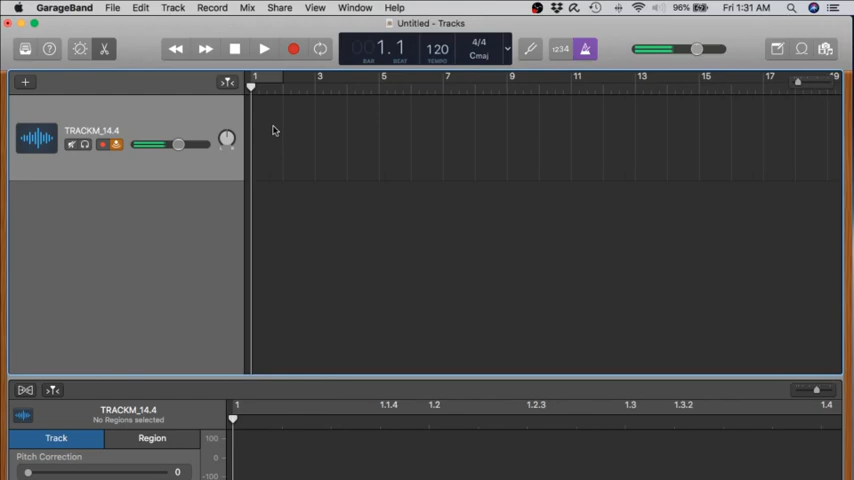 GarageBand File Edit Track Record Mix Share View Window Help 96% Fri 1:31 AM
Untitled - Tracks
001.1 120 4/4 Cmaj
BAR BEAT TEMPO
1234
1 3 5 7 9 11 13 15 17 19
TRACKM_14.4
L R
TRACKM_14.4
No Regions selected
1 1.1.4 1.2 1.2.3 1.3 1.3.2 1.4
Track Region
100
Pitch Correction 0
0
-100